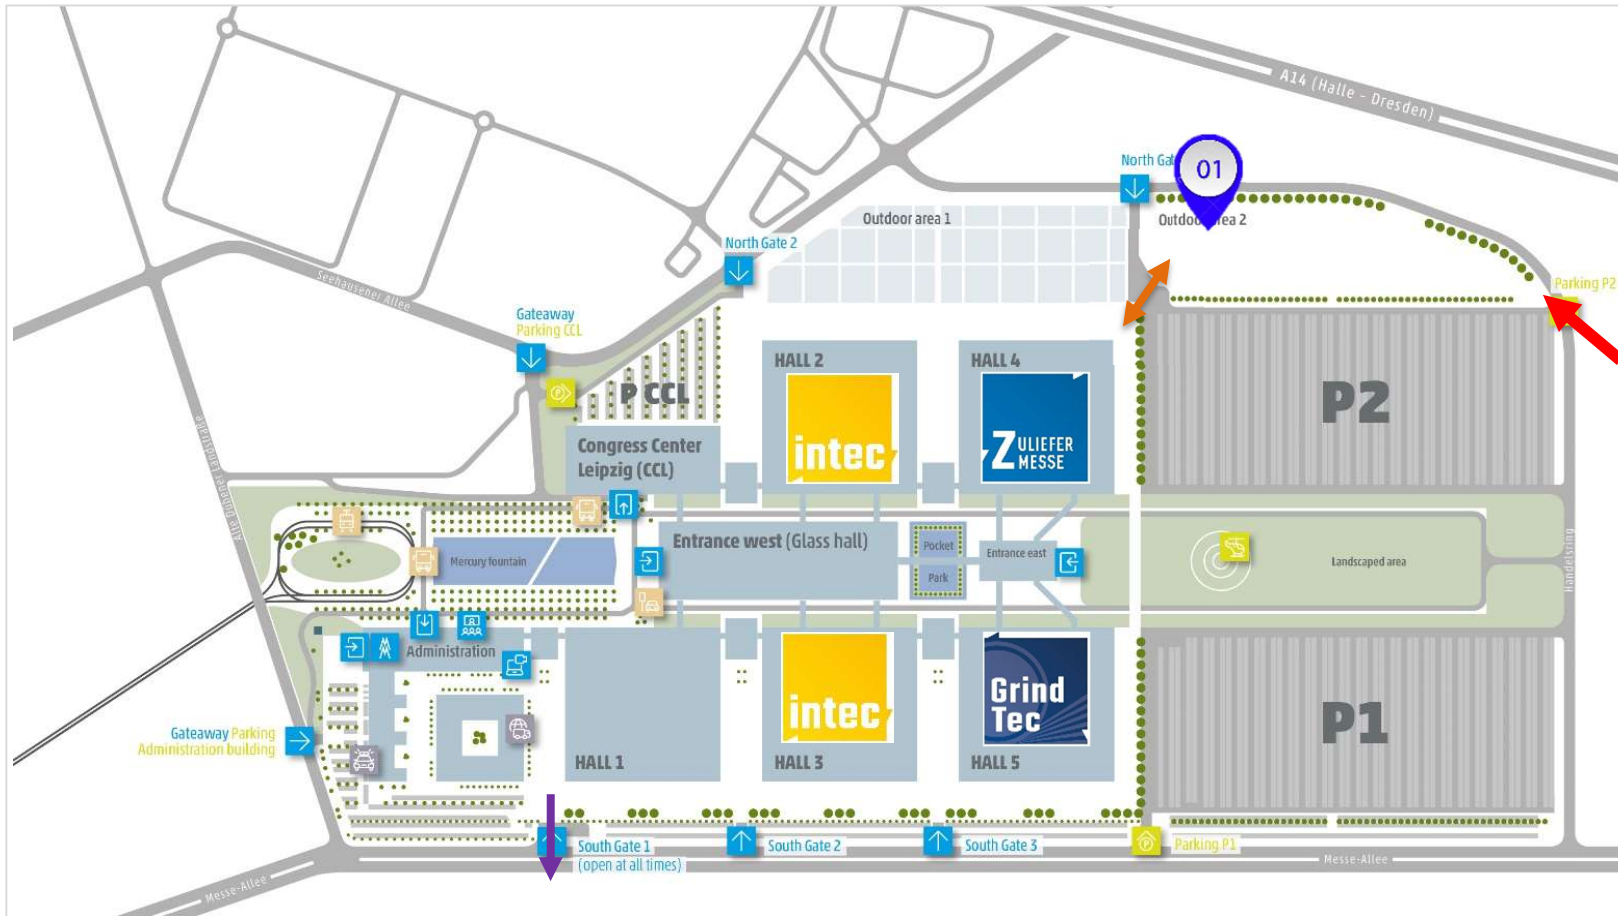 A14 (Halle - Dresden)
North Gat
01
Outdoor area 1
Outdoo
rea 2
North Gate 2
Seehausener Allee
Parking P2
Gateaway
Parking CCL
HALL 2
HALL 4
P CCL
intec
ZULIEFER
MESSE
P2
Congress Center
Leipzig (CCL)
Alte Dübener Landstraße
Entrance west (Glass hall)
Pocket
Park
Entrance east
Mercury fountain
Landscaped area
Handelsring
Administration
Gateaway Parking
Administration building
intec
Grind
Tec
P1
HALL 1
HALL 3
HALL 5
South Gate 1
(open at all times)
South Gate 2
South Gate 3
Parking P1
Messe-Allee
Messe-Allee